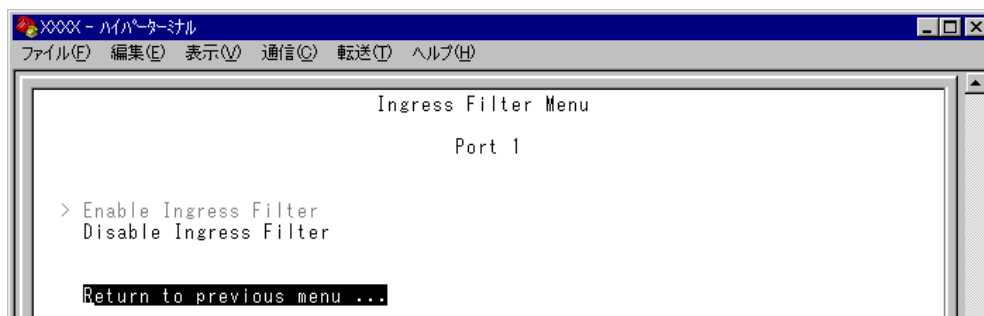 XXXX - ハイパーターミナル
ファイル(F) 編集(E) 表示(V) 通信(C) 転送(T) ヘルプ(H)
Ingress Filter Menu
Port 1
> Enable Ingress Filter
Disable Ingress Filter
Return to previous menu ...